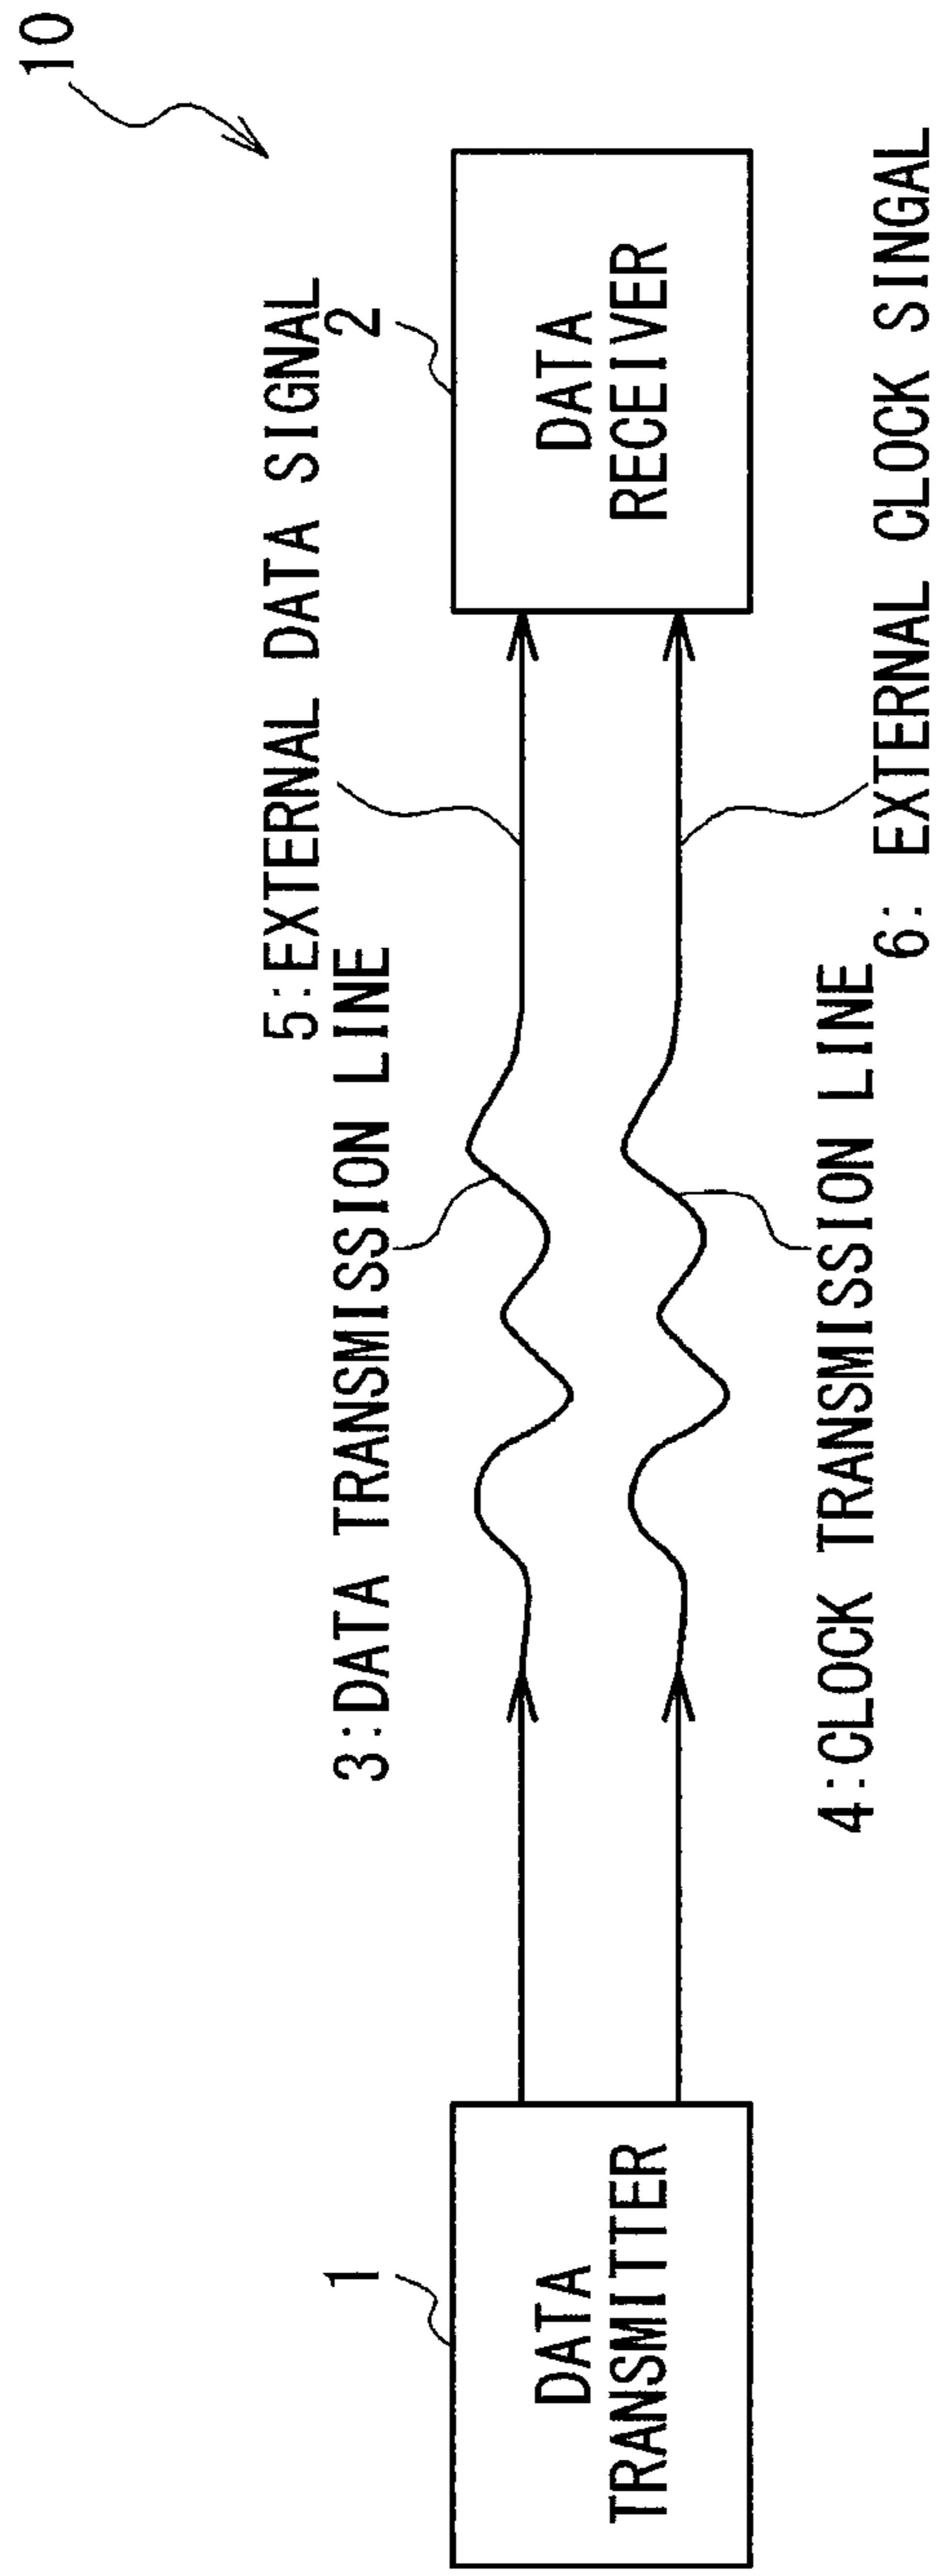 10
5:EXTERNAL DATA SIGNAL
3:DATA TRANSMISSION LINE
1
2
DATA
TRANSMITTER
DATA
RECEIVER
4:CLOCK TRANSMISSION LINE
6: EXTERNAL CLOCK SINGAL